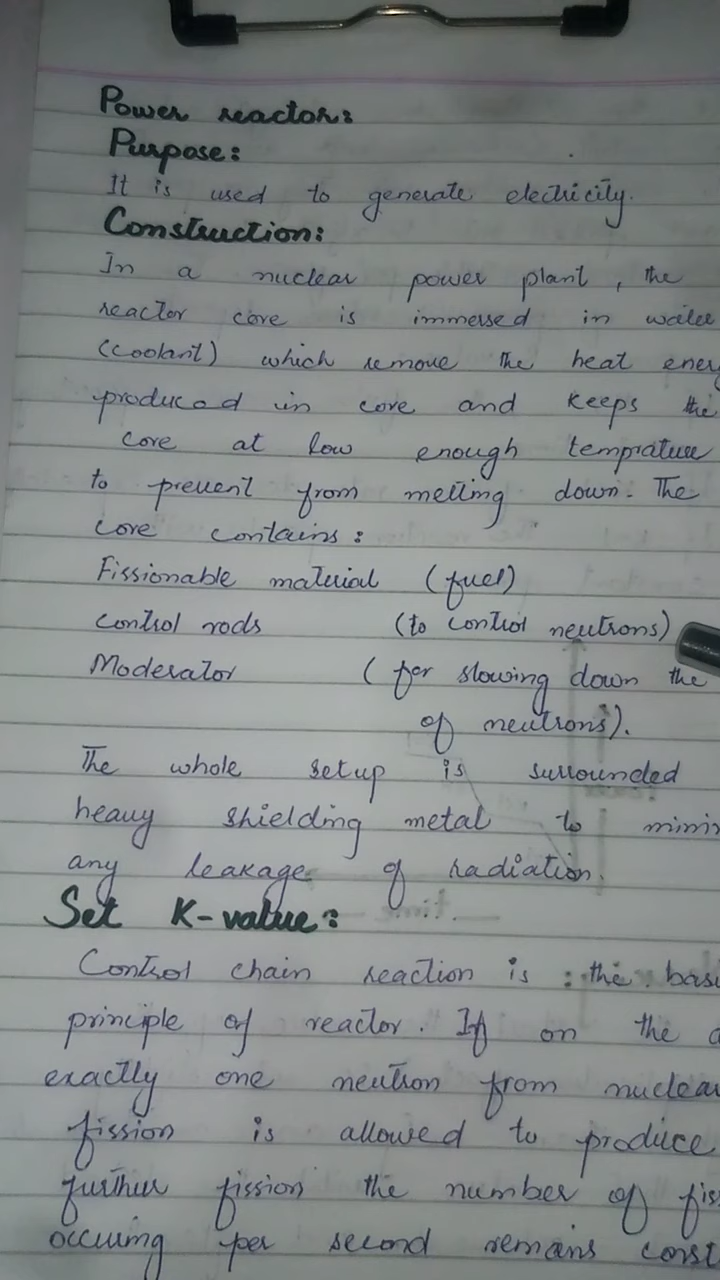 Power reactor:
Purpose:
It is used to generate electricity.
Construction:
In a nuclear power plant, the
reactor core is immersed in water
(coolant) which remove the heat ener
produced in core and keeps the
core at low enough temprature
to prevent from melting down. The
core contains:
Fissionable material (fuel)
control rods (to control neutrons)
Moderator (for slowing down the
of neutrons).
The whole setup is surrounded
heavy shielding metal to minim
any leakage of radiation.
Set K-value:
Control chain reaction is : the basi
principle of reactor. If on the a
exactly one neutron from nuclear
fission is allowed to produce
further fission the number of fis
occuring per second remains const